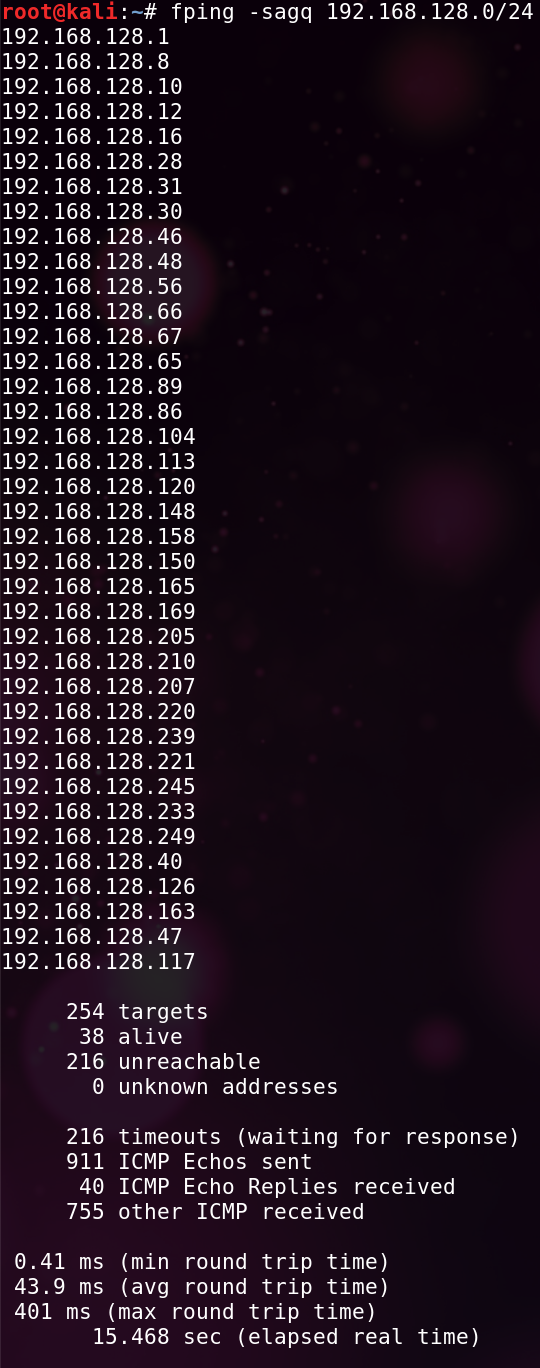 root@kali:~# fping -sagq 192.168.128.0/24
192.168.128.1
192.168.128.8
192.168.128.10
192.168.128.12
192.168.128.16
192.168.128.28
192.168.128.31
192.168.128.30
192.168.128.46
192.168.128.48
192.168.128.56
192.168.128.66
192.168.128.67
192.168.128.65
192.168.128.89
192.168.128.86
192.168.128.104
192.168.128.113
192.168.128.120
192.168.128.148
192.168.128.158
192.168.128.150
192.168.128.165
192.168.128.169
192.168.128.205
192.168.128.210
192.168.128.207
192.168.128.220
192.168.128.239
192.168.128.221
192.168.128.245
192.168.128.233
192.168.128.249
192.168.128.40
192.168.128.126
192.168.128.163
192.168.128.47
192.168.128.117
254 targets
38 alive
216 unreachable
0 unknown addresses
216 timeouts (waiting for response)
911 ICMP Echos sent
40 ICMP Echo Replies received
755 other ICMP received
0.41 ms (min round trip time)
43.9 ms (avg round trip time)
401 ms (max round trip time)
15.468 sec (elapsed real time)